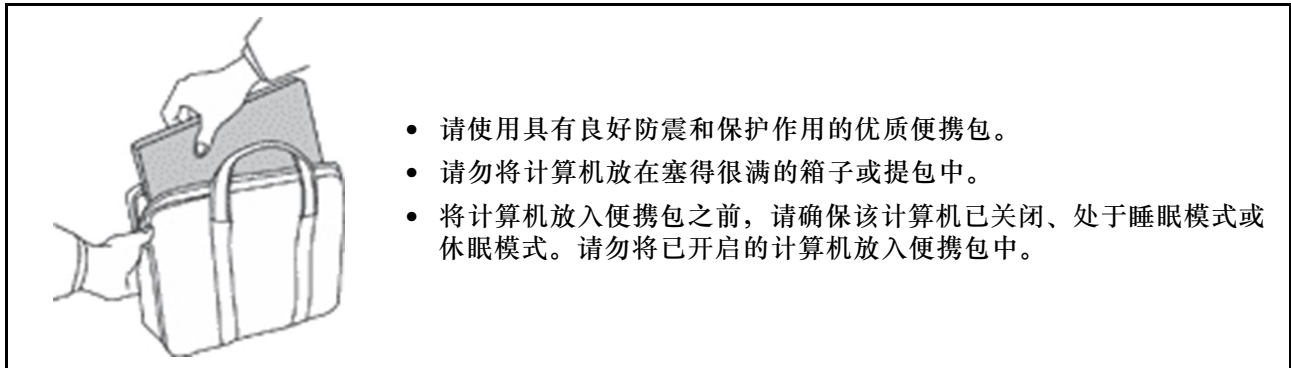 • 请使用具有良好防震和保护作用的优质便携包。
• 请勿将计算机放在塞得很满的箱子或提包中。
• 将计算机放入便携包之前，请确保该计算机已关闭、处于睡眠模式或
休眠模式。请勿将已开启的计算机放入便携包中。